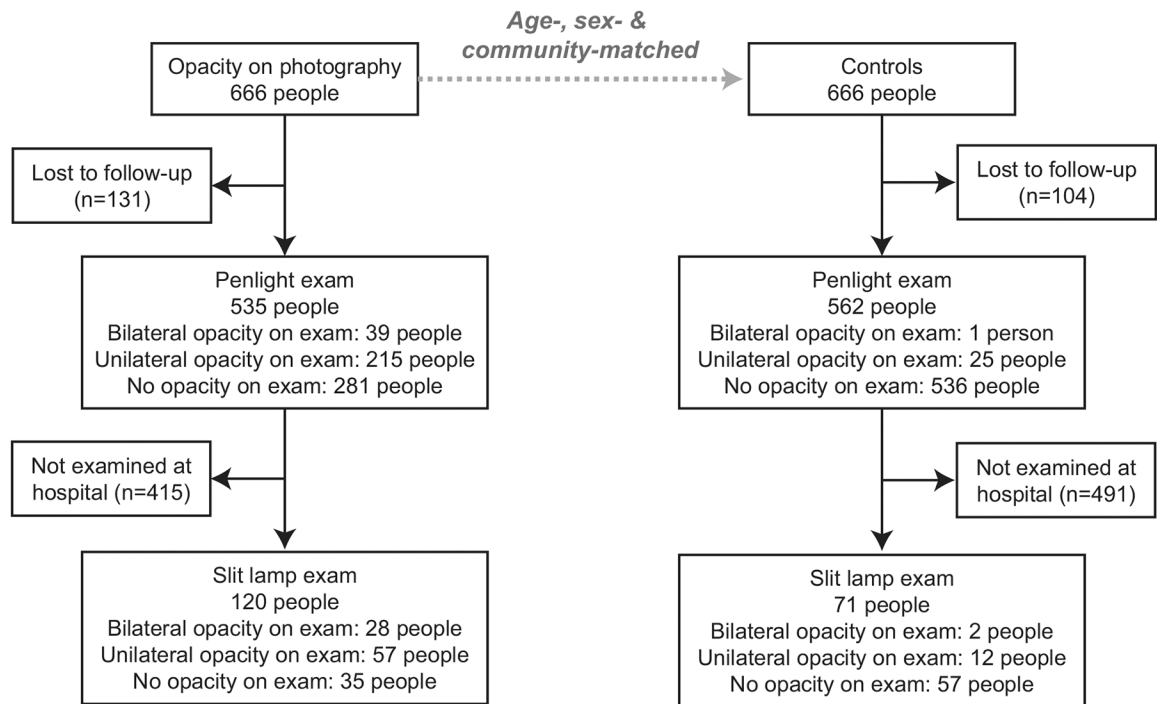 Age-, sex- &
community-matched
Opacity on photography
666 people
Controls
666 people
Lost to follow-up
(n=131)
Lost to follow-up
(n=104)
Penlight exam
535 people
Bilateral opacity on exam: 39 people
Unilateral opacity on exam: 215 people
No opacity on exam: 281 people
Penlight exam
562 people
Bilateral opacity on exam: 1 person
Unilateral opacity on exam: 25 people
No opacity on exam: 536 people
Not examined at
hospital (n=415)
Not examined at
hospital (n=491)
Slit lamp exam
120 people
Bilateral opacity on exam: 28 people
Unilateral opacity on exam: 57 people
No opacity on exam: 35 people
Slit lamp exam
71 people
Bilateral opacity on exam: 2 people
Unilateral opacity on exam: 12 people
No opacity on exam: 57 people